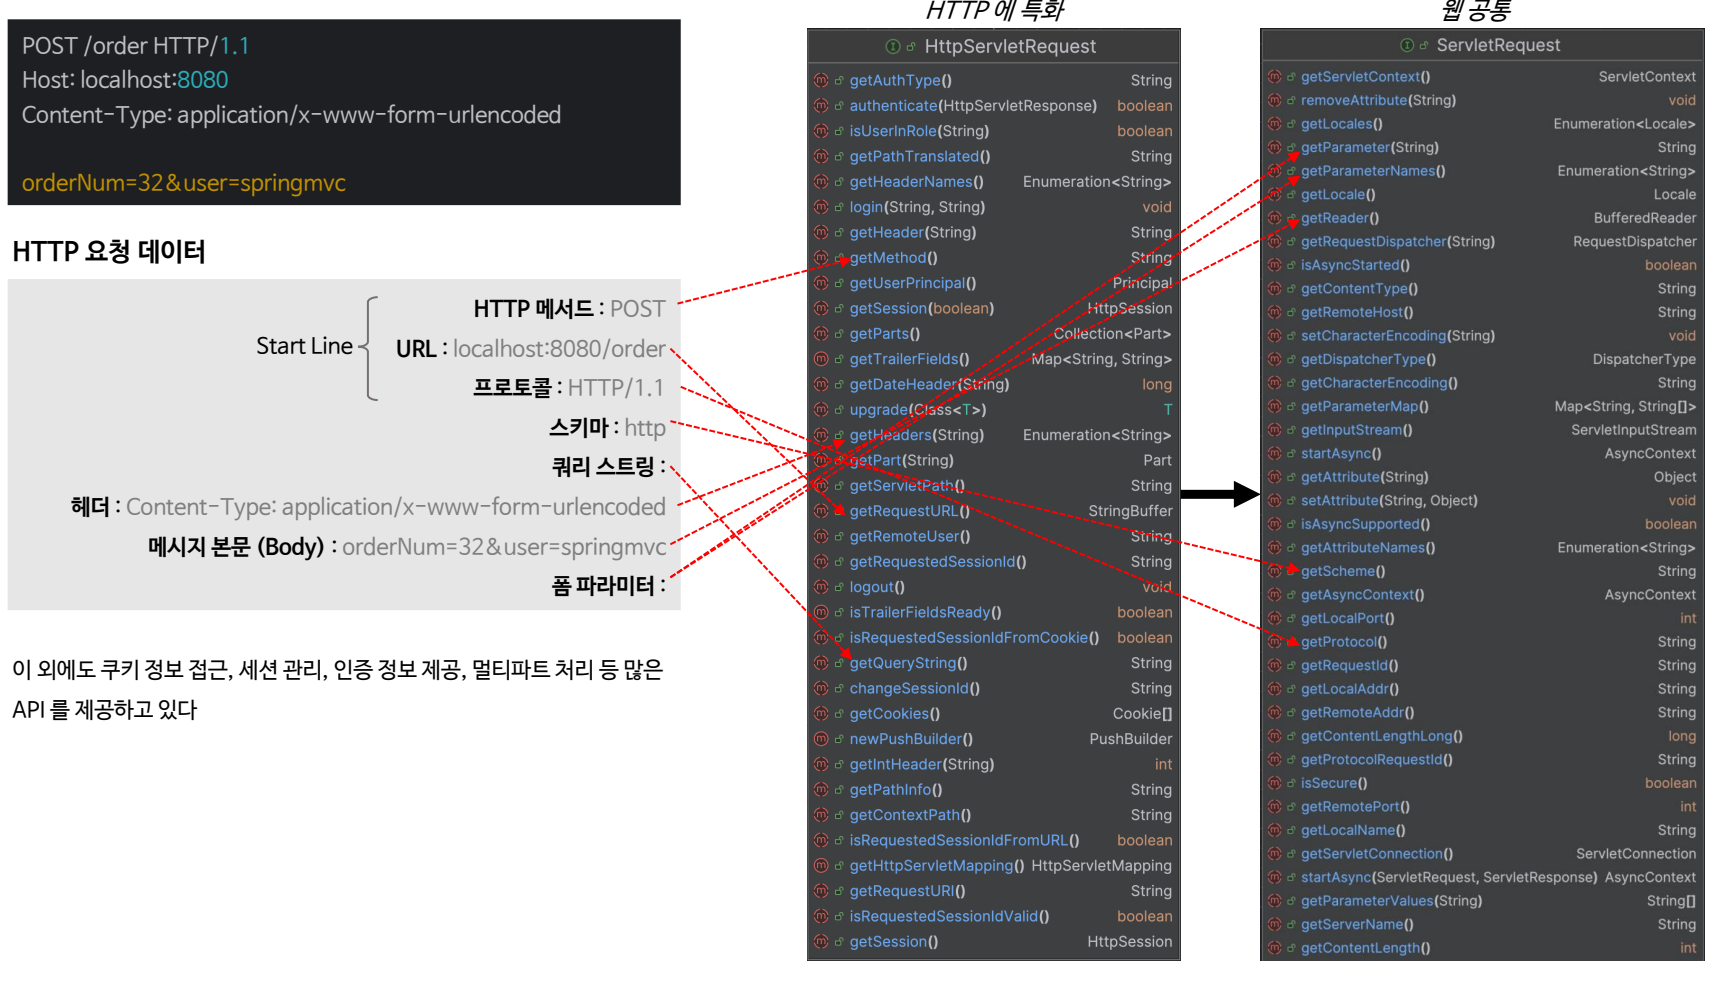 POST /order HTTP/1.1
Host: localhost:8080
Content-Type: application/x-www-form-urlencoded
orderNum=32&user=springmvc
HTTP 요청 데이터
Start Line
HTTP 메서드 : POST
URL : localhost:8080/order
프로토콜 : HTTP/1.1
스키마 : http
쿼리 스트링 :
헤더 : Content-Type: application/x-www-form-urlencoded
메시지 본문 (Body) : orderNum=32&user=springmvc
폼 파라미터 :
이 외에도 쿠키 정보 접근, 세션 관리, 인증 정보 제공, 멀티파트 처리 등 많은
API 를 제공하고 있다
HTTP 에 특화
HttpServletRequest
getAuthType() String
authenticate(HttpServletResponse) boolean
isUserInRole(String) boolean
getPathTranslated() String
getHeaderNames() Enumeration<String>
login(String, String) void
getHeader(String) String
getMethod() String
getUserPrincipal() Principal
getSession(boolean) HttpSession
getParts() Collection<Part>
getTrailerFields() Map<String, String>
getDateHeader(String) long
upgrade(Class<T>) T
getHeaders(String) Enumeration<String>
getPart(String) Part
getServletPath() String
getRequestURL() StringBuffer
getRemoteUser() String
getRequestedSessionId() String
logout() void
isTrailerFieldsReady() boolean
isRequestedSessionIdFromCookie() boolean
getQueryString() String
changeSessionId() String
getCookies() Cookie[]
newPushBuilder() PushBuilder
getIntHeader(String) int
getPathInfo() String
getContextPath() String
isRequestedSessionIdFromURL() boolean
getHttpServletMapping() HttpServletMapping
getRequestURI() String
isRequestedSessionIdValid() boolean
getSession() HttpSession
웹 공통
ServletRequest
getServletContext() ServletContext
removeAttribute(String) void
getLocales() Enumeration<Locale>
getParameter(String) String
getParameterNames() Enumeration<String>
getLocale() Locale
getReader() BufferedReader
getRequestDispatcher(String) RequestDispatcher
isAsyncStarted() boolean
getContentType() String
getRemoteHost() String
setCharacterEncoding(String) void
getDispatcherType() DispatcherType
getCharacterEncoding() String
getParameterMap() Map<String, String[]>
getInputStream() ServletInputStream
startAsync() AsyncContext
getAttribute(String) Object
setAttribute(String, Object) void
isAsyncSupported() boolean
getAttributeNames() Enumeration<String>
getScheme() String
getAsyncContext() AsyncContext
getLocalPort() int
getProtocol() String
getRequestId() String
getLocalAddr() String
getRemoteAddr() String
getContentLengthLong() long
getProtocolRequestId() String
isSecure() boolean
getRemotePort() int
getLocalName() String
getServletConnection() ServletConnection
startAsync(ServletRequest, ServletResponse) AsyncContext
getParameterValues(String) String[]
getServerName() String
getContentLength() int